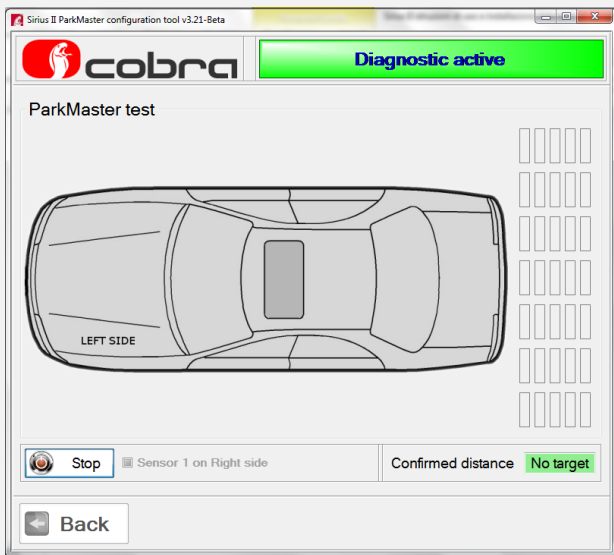 Sirius II ParkMaster configuration tool v3.21-Beta
cobra
Diagnostic active
ParkMaster test
LEFT SIDE
Stop
Sensor 1 on Right side
Confirmed distance
No target
Back